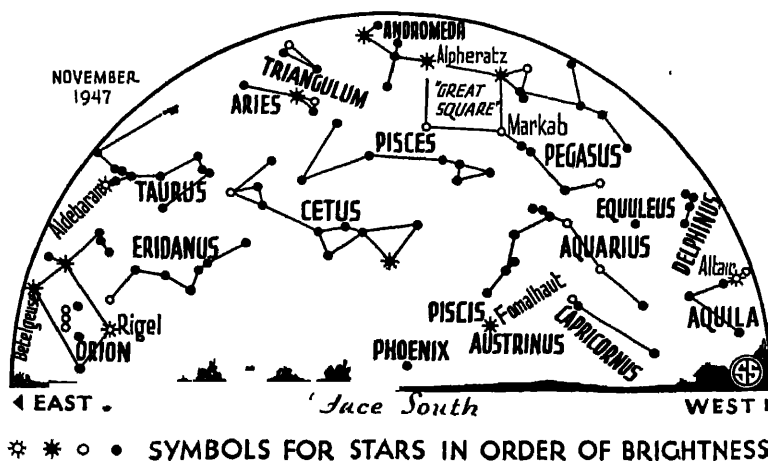 ANDROMEDA
Alpheratz
NOVEMBER
1947
TRIANGULUM
ARIES
"GREAT
SQUARE"
Markab
PISCES
PEGASUS
Aldebaran
TAURUS
CETUS
EQUULEUS
DELPHINUS
ERIDANUS
AQUARIUS
Altair
Betelgeuse
Rigel
ORION
PISCIS
AUSTRINUS
Fomalhaut
CAPRICORNUS
AQUILA
PHOENIX
SS
EAST
Face South
WEST
SYMBOLS FOR STARS IN ORDER OF BRIGHTNESS